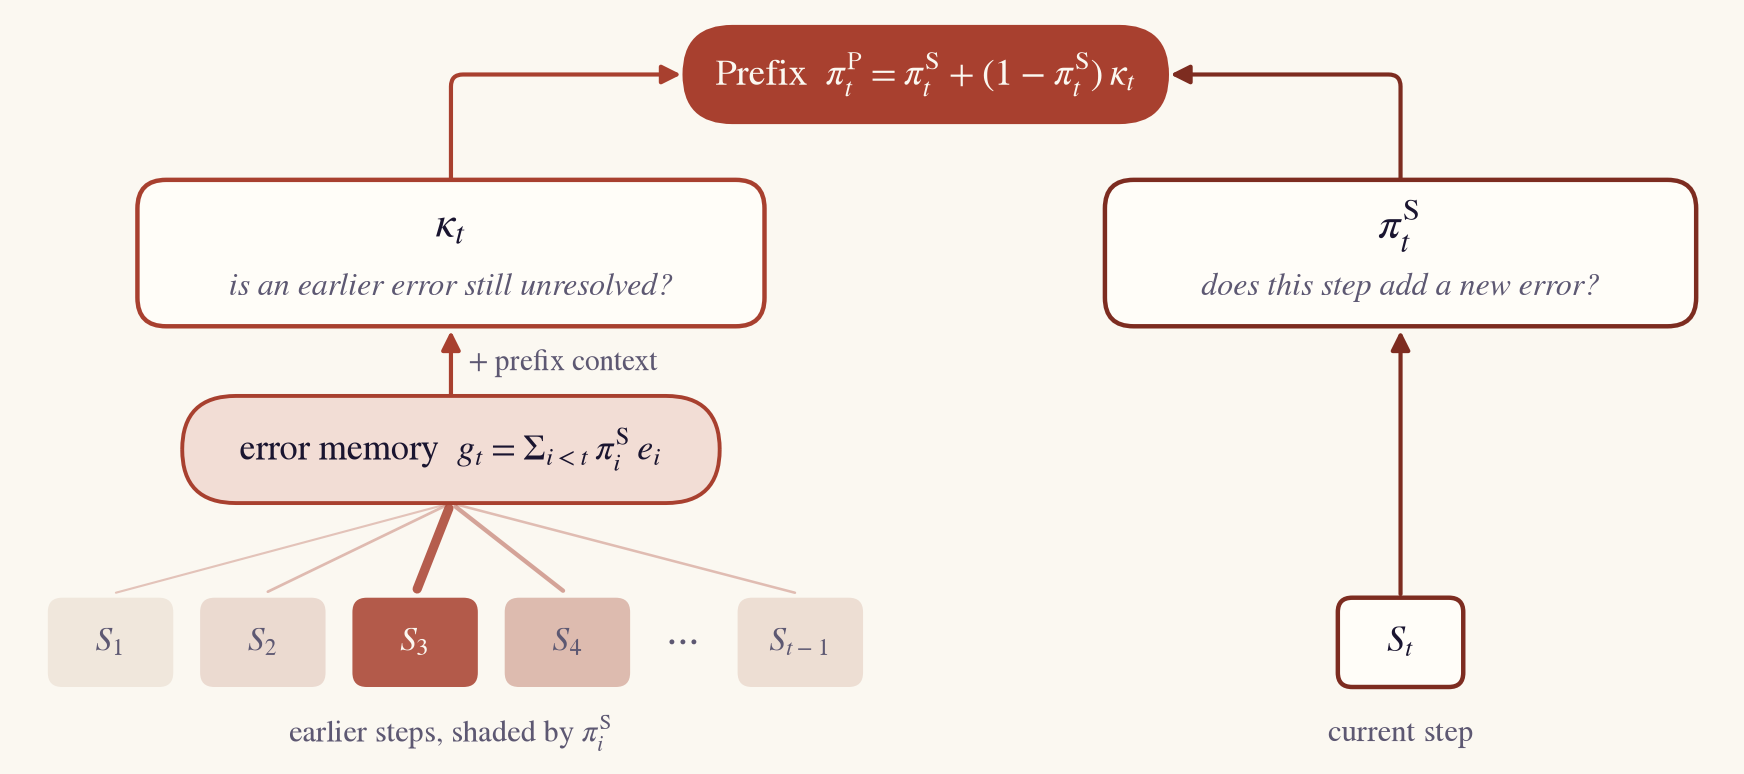 Prefix π_t^P = π_t^S + (1 − π_t^S) κ_t
κ_t
is an earlier error still unresolved?
π_t^S
does this step add a new error?
+ prefix context
error memory g_t = Σ_{i < t} π_i^S e_i
S_1 S_2 S_3 S_4 ... S_{t − 1} S_t
earlier steps, shaded by π_i^S
current step